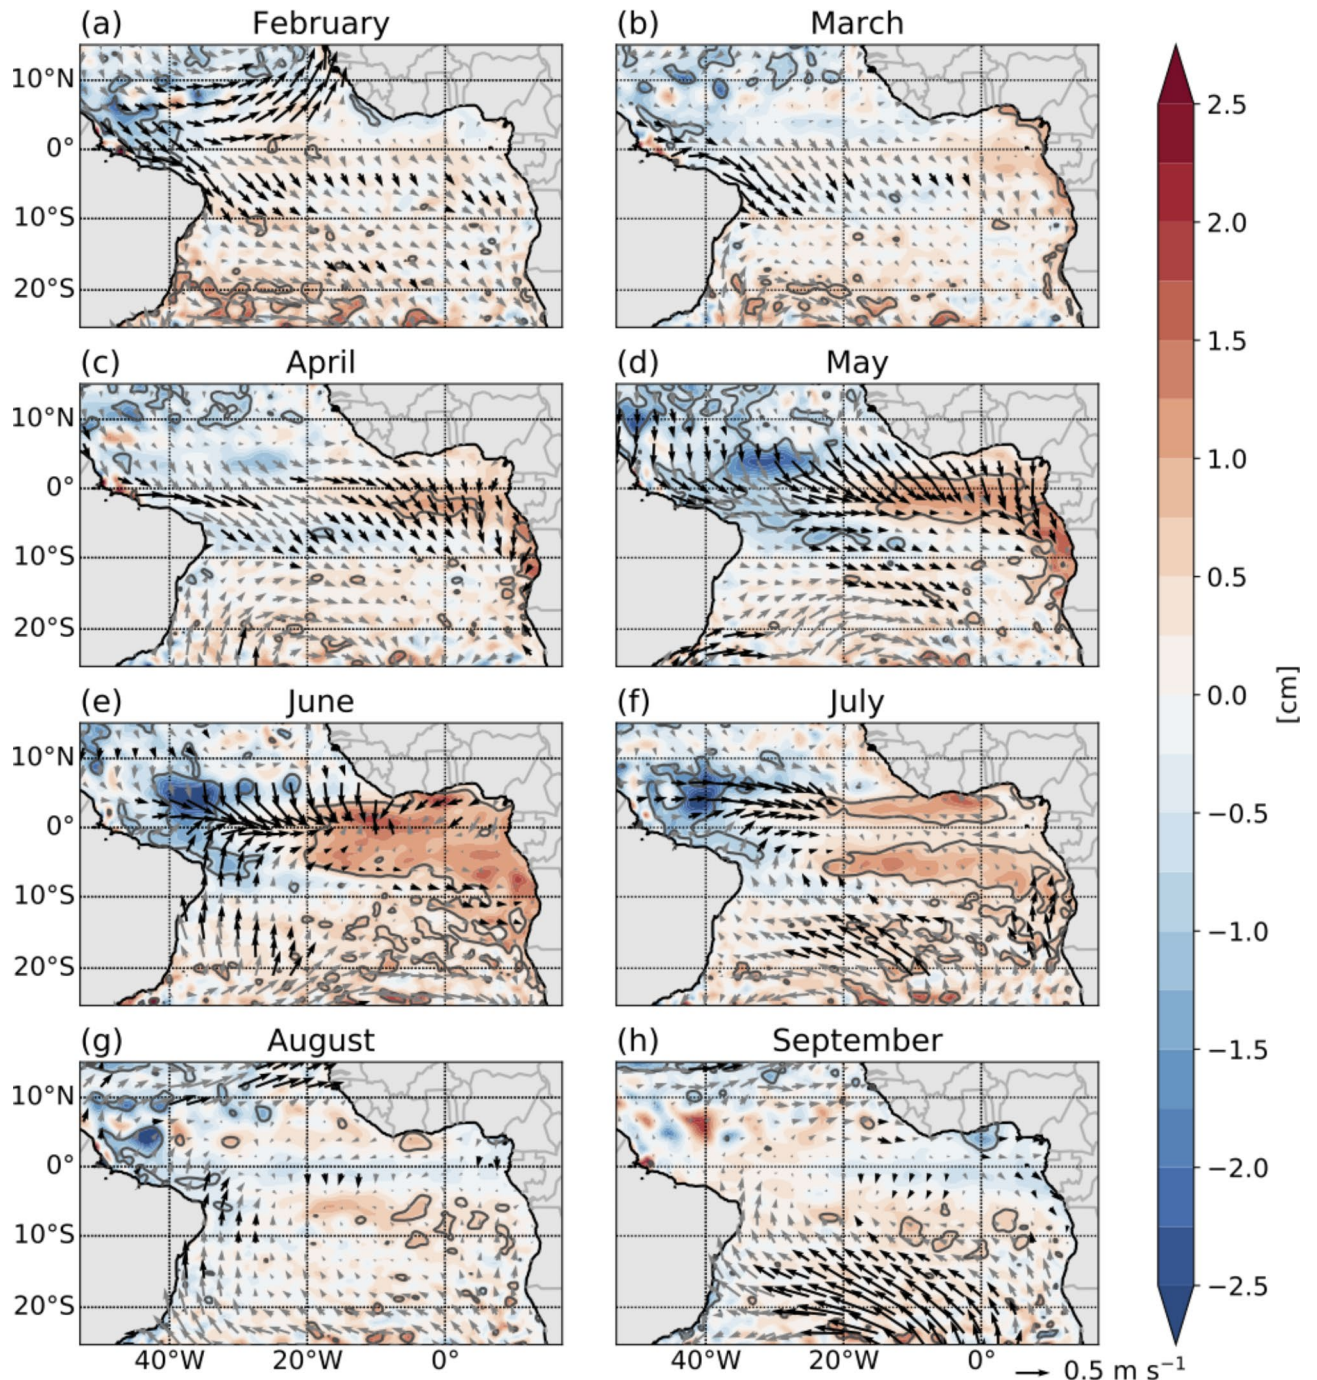 (a) February
(b) March
10°N
0°
10°S
20°S
2.5
2.0
1.5
1.0
0.5
0.0
−0.5
−1.0
−1.5
−2.0
−2.5
[cm]
(c) April
(d) May
10°N
0°
10°S
20°S
(e) June
(f) July
10°N
0°
10°S
20°S
(g) August
(h) September
10°N
0°
10°S
20°S
40°W 20°W 0°
40°W 20°W 0°
0.5 m s⁻¹